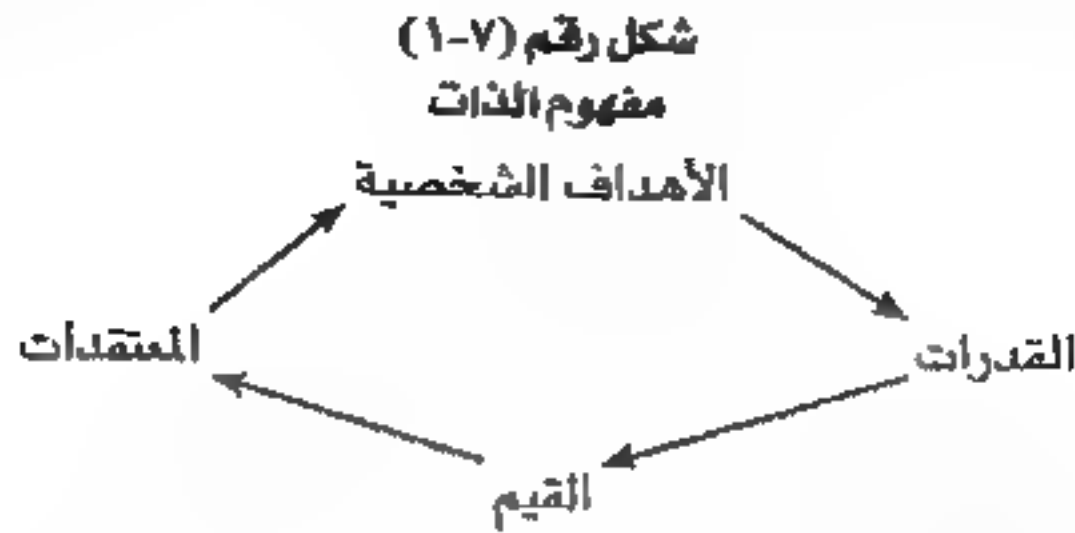 شكل رقم (٧-١)
مفهوم الذات
الأهداف الشخصية
القدرات
المعتقدات
القيم